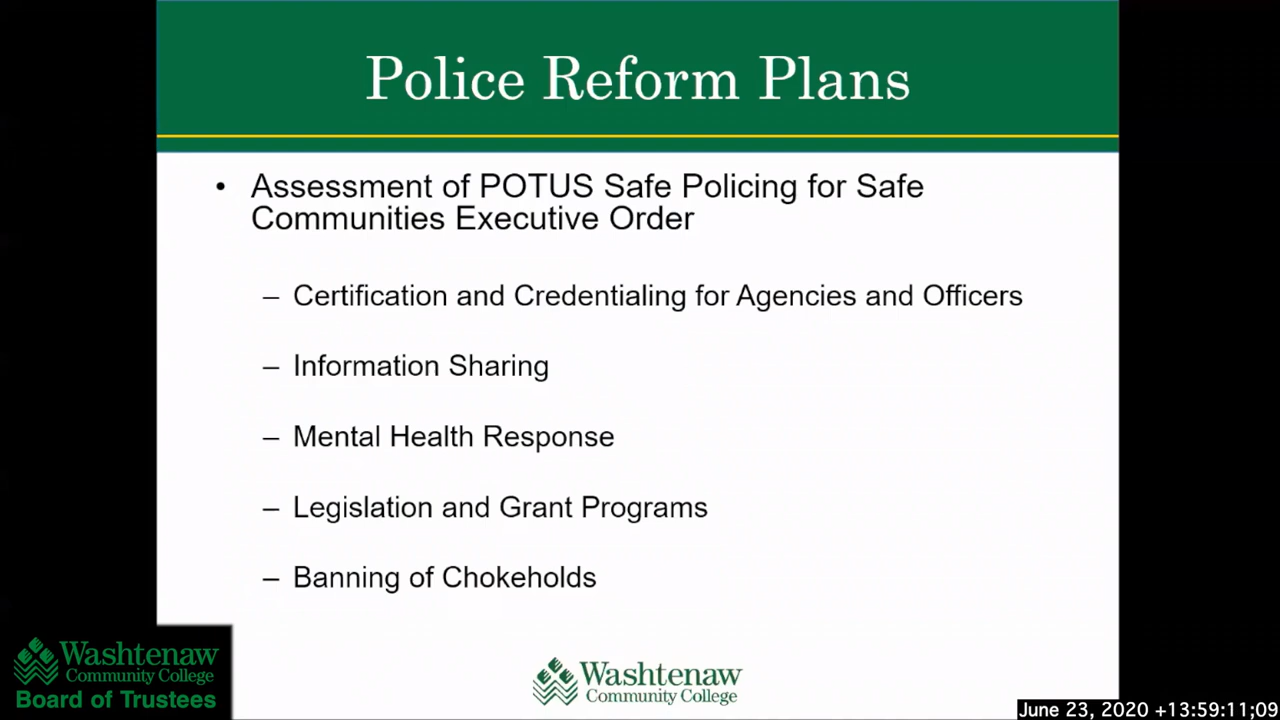 Police Reform Plans
• Assessment of POTUS Safe Policing for Safe
Communities Executive Order
– Certification and Credentialing for Agencies and Officers
– Information Sharing
– Mental Health Response
– Legislation and Grant Programs
– Banning of Chokeholds
Washtenaw
Community College
Board of Trustees
Washtenaw
Community College
June 23, 2020 +13:59:11;09